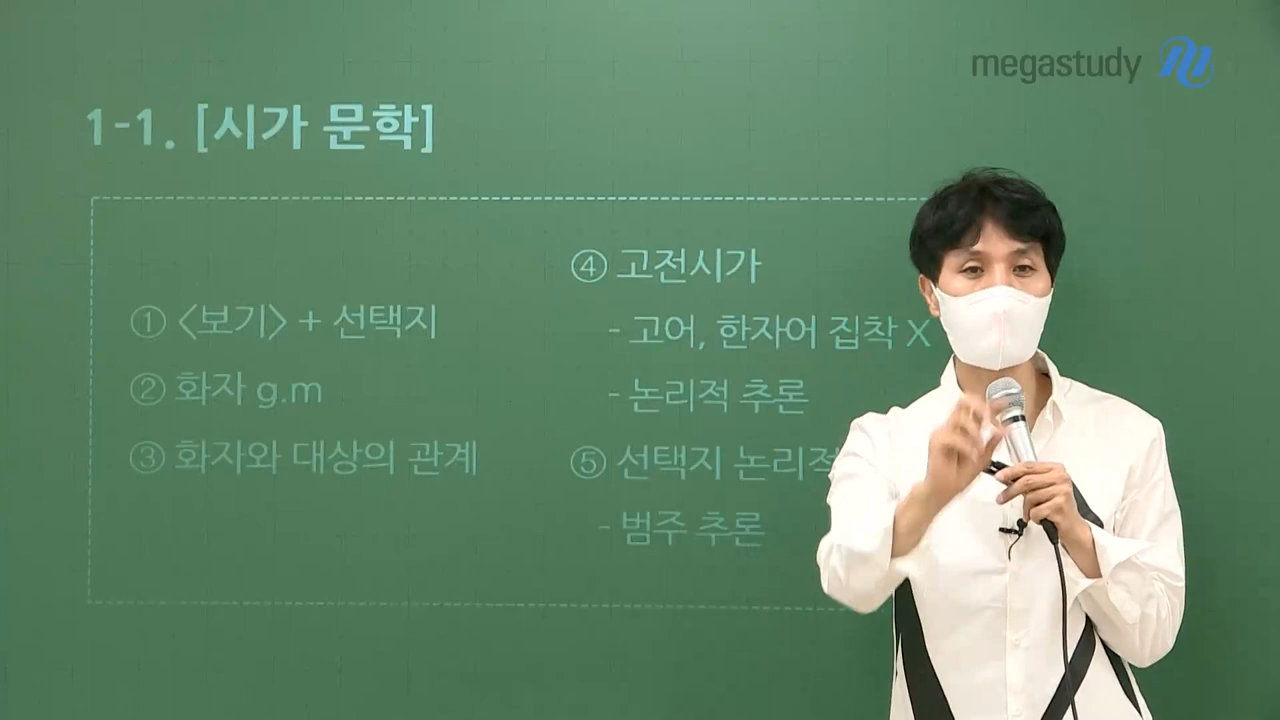 megastudy
1-1. [시가 문학]
① <보기> + 선택지
② 화자 g.m
③ 화자와 대상의 관계
④ 고전시가
- 고어, 한자어 집착 X
- 논리적 추론
⑤ 선택지 논리적
- 범주 추론